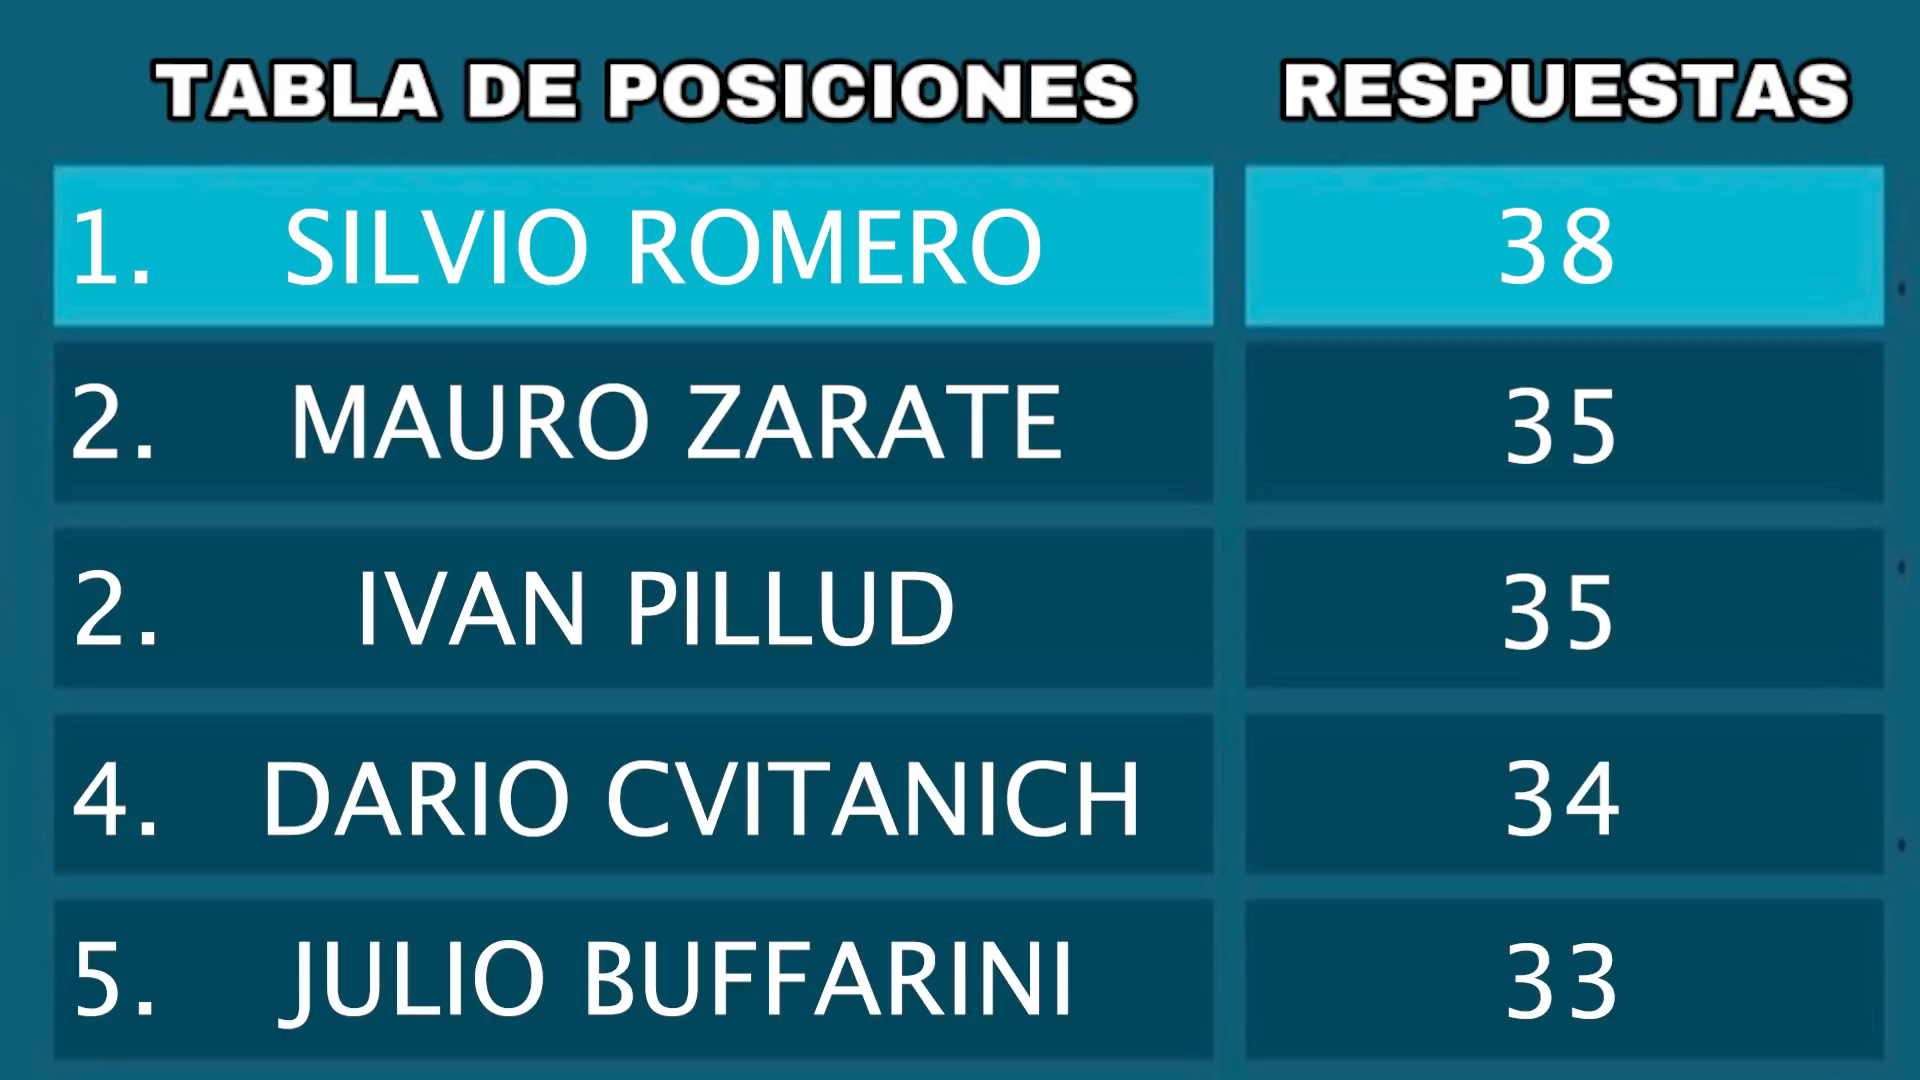 TABLA DE POSICIONES RESPUESTAS
1. SILVIO ROMERO 38
2. MAURO ZARATE 35
2. IVAN PILLUD 35
4. DARIO CVITANICH 34
5. JULIO BUFFARINI 33